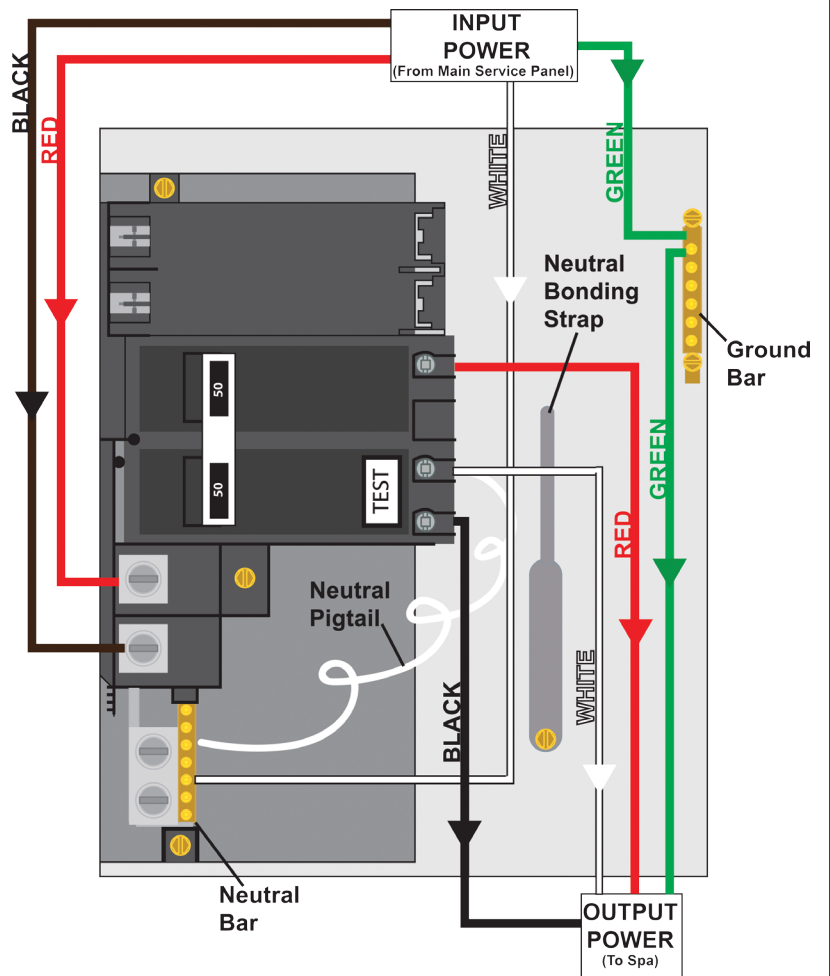 INPUT
POWER
(From Main Service Panel)
BLACK
RED
WHITE
GREEN
Neutral
Bonding
Strap
Ground
Bar
50
50
TEST
GREEN
RED
Neutral
Pigtail
WHITE
BLACK
Neutral
Bar
OUTPUT
POWER
(To Spa)